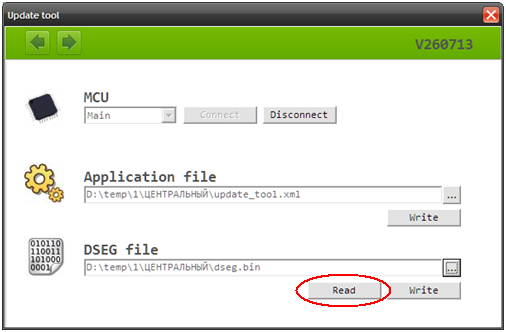 Update tool
V260713
MCU
Main
Connect
Disconnect
Application file
D:\temp\1\ЦЕНТРАЛЬНЫЙ\update_tool.xml
...
Write
010110
110011
101000
0001
DSEG file
D:\temp\1\ЦЕНТРАЛЬНЫЙ\dseg.bin
...
Read
Write